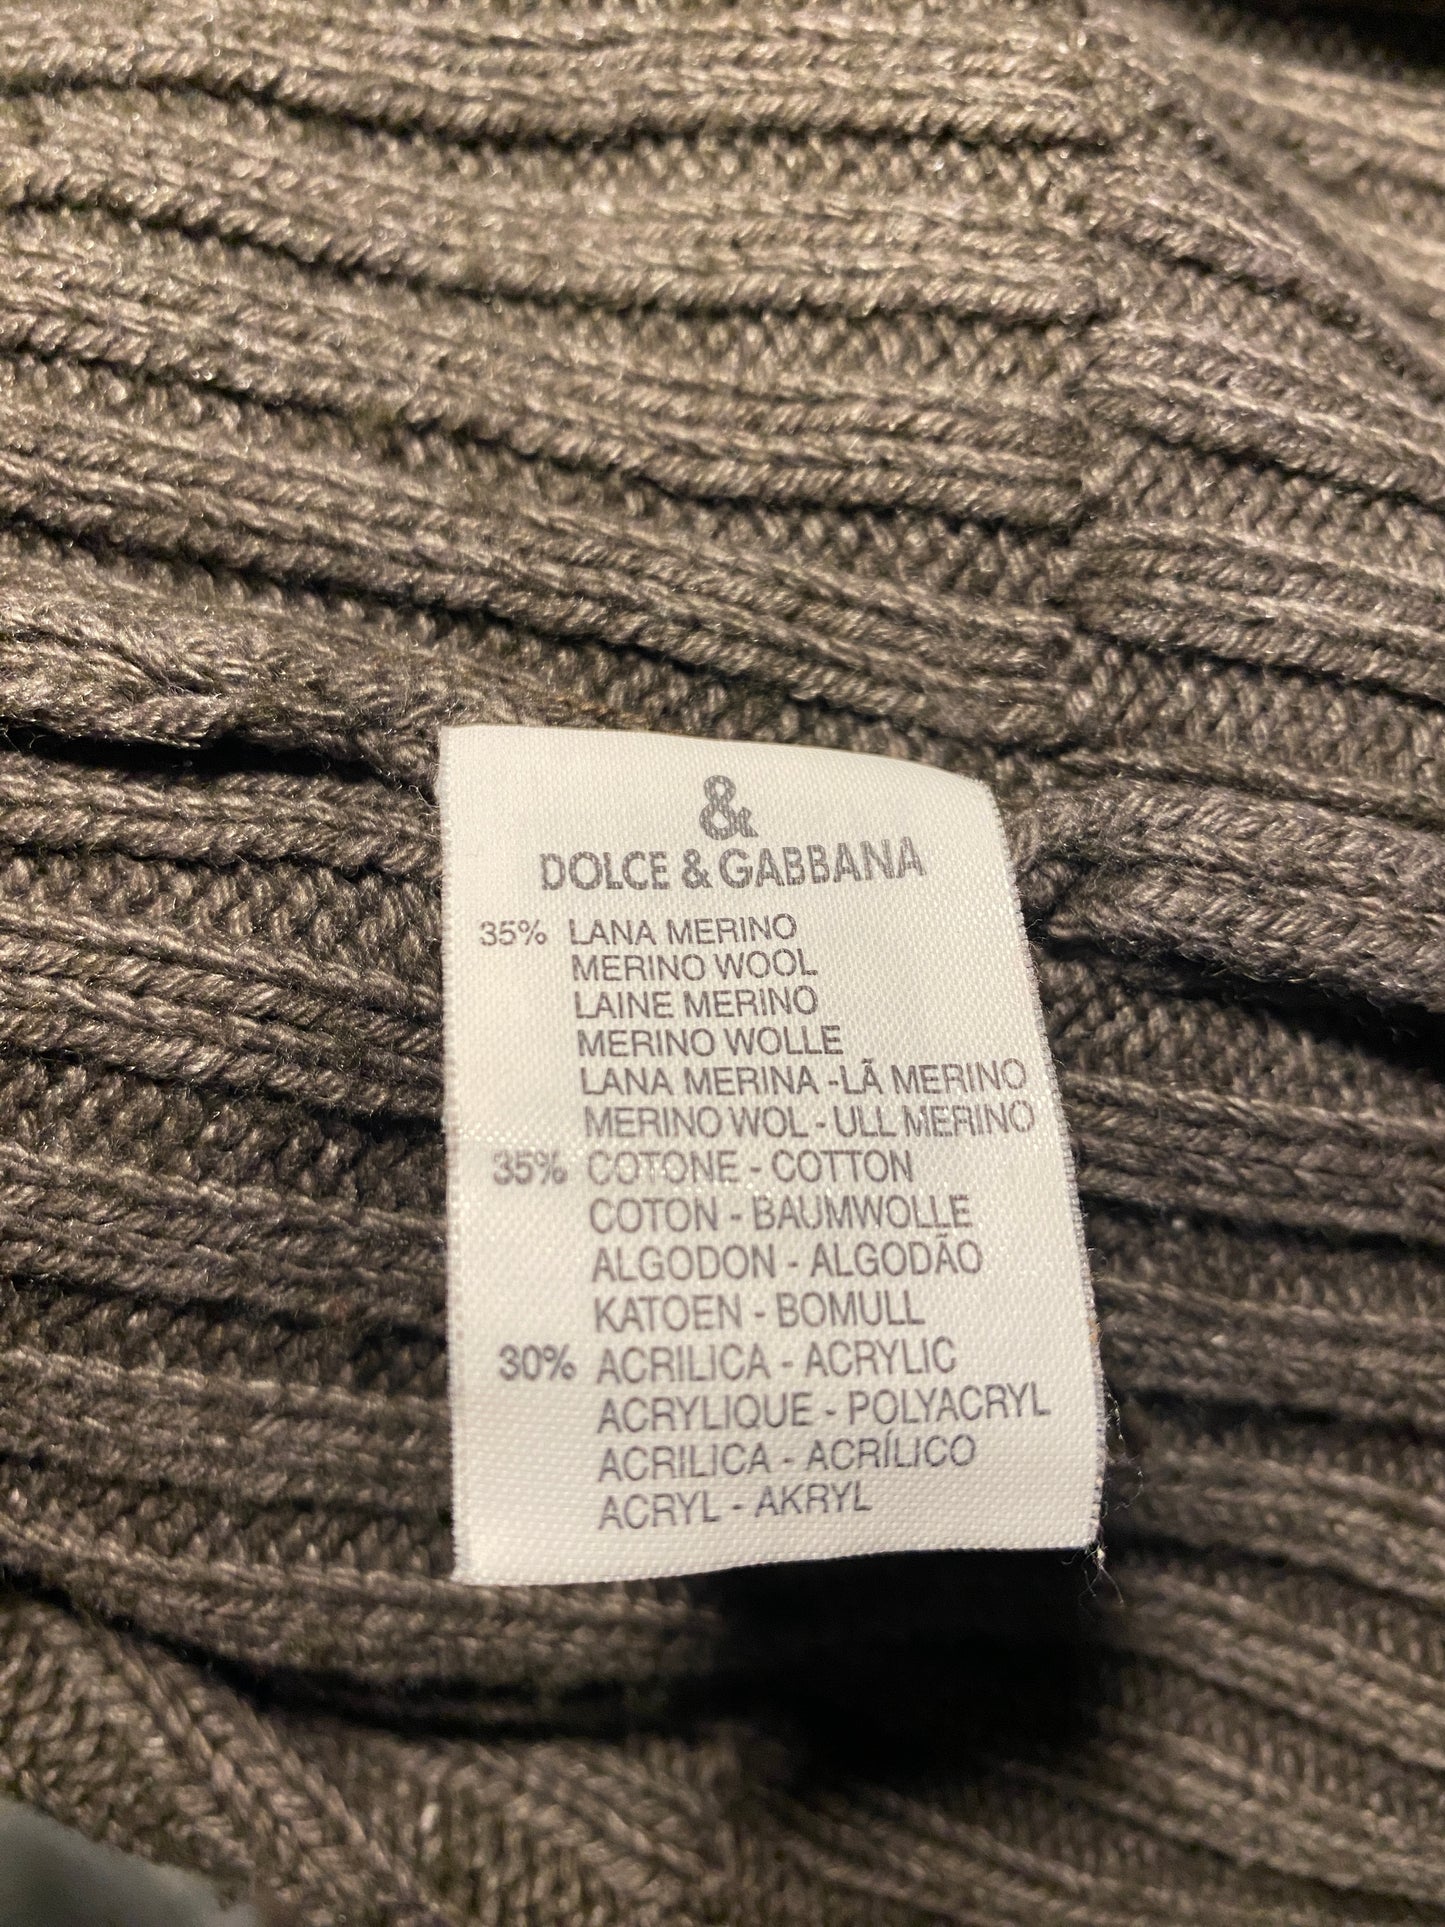 &
DOLCE & GABBANA
35% LANA MERINO
MERINO WOOL
LAINE MERINO
MERINO WOLLE
LANA MERINA - LÃ MERINO
MERINO WOL - ULL MERINO
35% COTONE - COTTON
COTON - BAUMWOLLE
ALGODON - ALGODÃO
KATOEN - BOMULL
30% ACRILICA - ACRYLIC
ACRYLIQUE - POLYACRYL
ACRILICA - ACRÍLICO
ACRYL - AKRYL